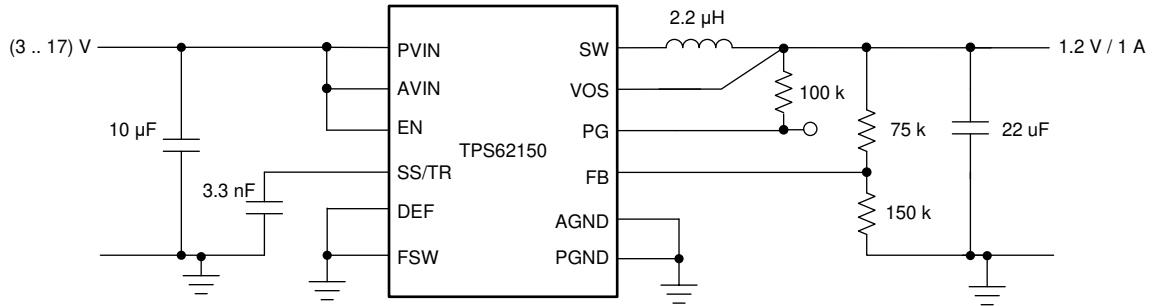 2.2 µH
(3 .. 17) V
PVIN
SW
1.2 V / 1 A
AVIN
VOS
100 k
10 µF
EN
PG
75 k
22 uF
TPS62150
SS/TR
FB
3.3 nF
DEF
AGND
150 k
FSW
PGND